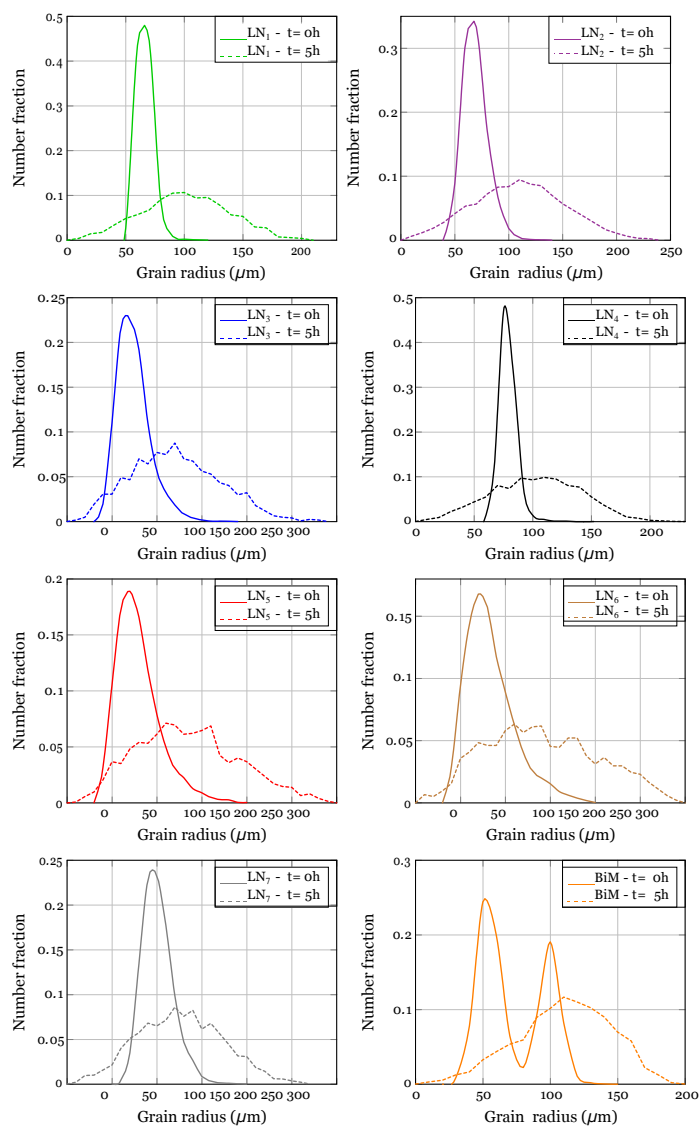 0.5
0.4
0.3
0.2
0.1
0
Number fraction
LN₁ - t= 0h
LN₁ - t= 5h
0 50 100 150 200
Grain radius (µm)
0.4
0.3
0.2
0.1
0
Number fraction
LN₂ - t= 0h
LN₂ - t= 5h
0 50 100 150 200 250
Grain radius (µm)
0.25
0.2
0.15
0.1
0.05
0
Number fraction
LN₃ - t= 0h
LN₃ - t= 5h
0 50 100 150 200 250 300
Grain radius (µm)
0.5
0.4
0.3
0.2
0.1
0
Number fraction
LN₄ - t= 0h
LN₄ - t= 5h
0 50 100 150 200
Grain radius (µm)
0.2
0.15
0.1
0.05
0
Number fraction
LN₅ - t= 0h
LN₅ - t= 5h
0 50 100 150 200 250 300
Grain radius (µm)
0.15
0.1
0.05
0
Number fraction
LN₆ - t= 0h
LN₆ - t= 5h
0 50 100 150 200 250 300
Grain radius (µm)
0.25
0.2
0.15
0.1
0.05
0
Number fraction
LN₇ - t= 0h
LN₇ - t= 5h
0 50 100 150 200 250 300
Grain radius (µm)
0.3
0.2
0.1
0
Number fraction
BiM - t= 0h
BiM - t= 5h
0 50 100 150 200
Grain radius (µm)